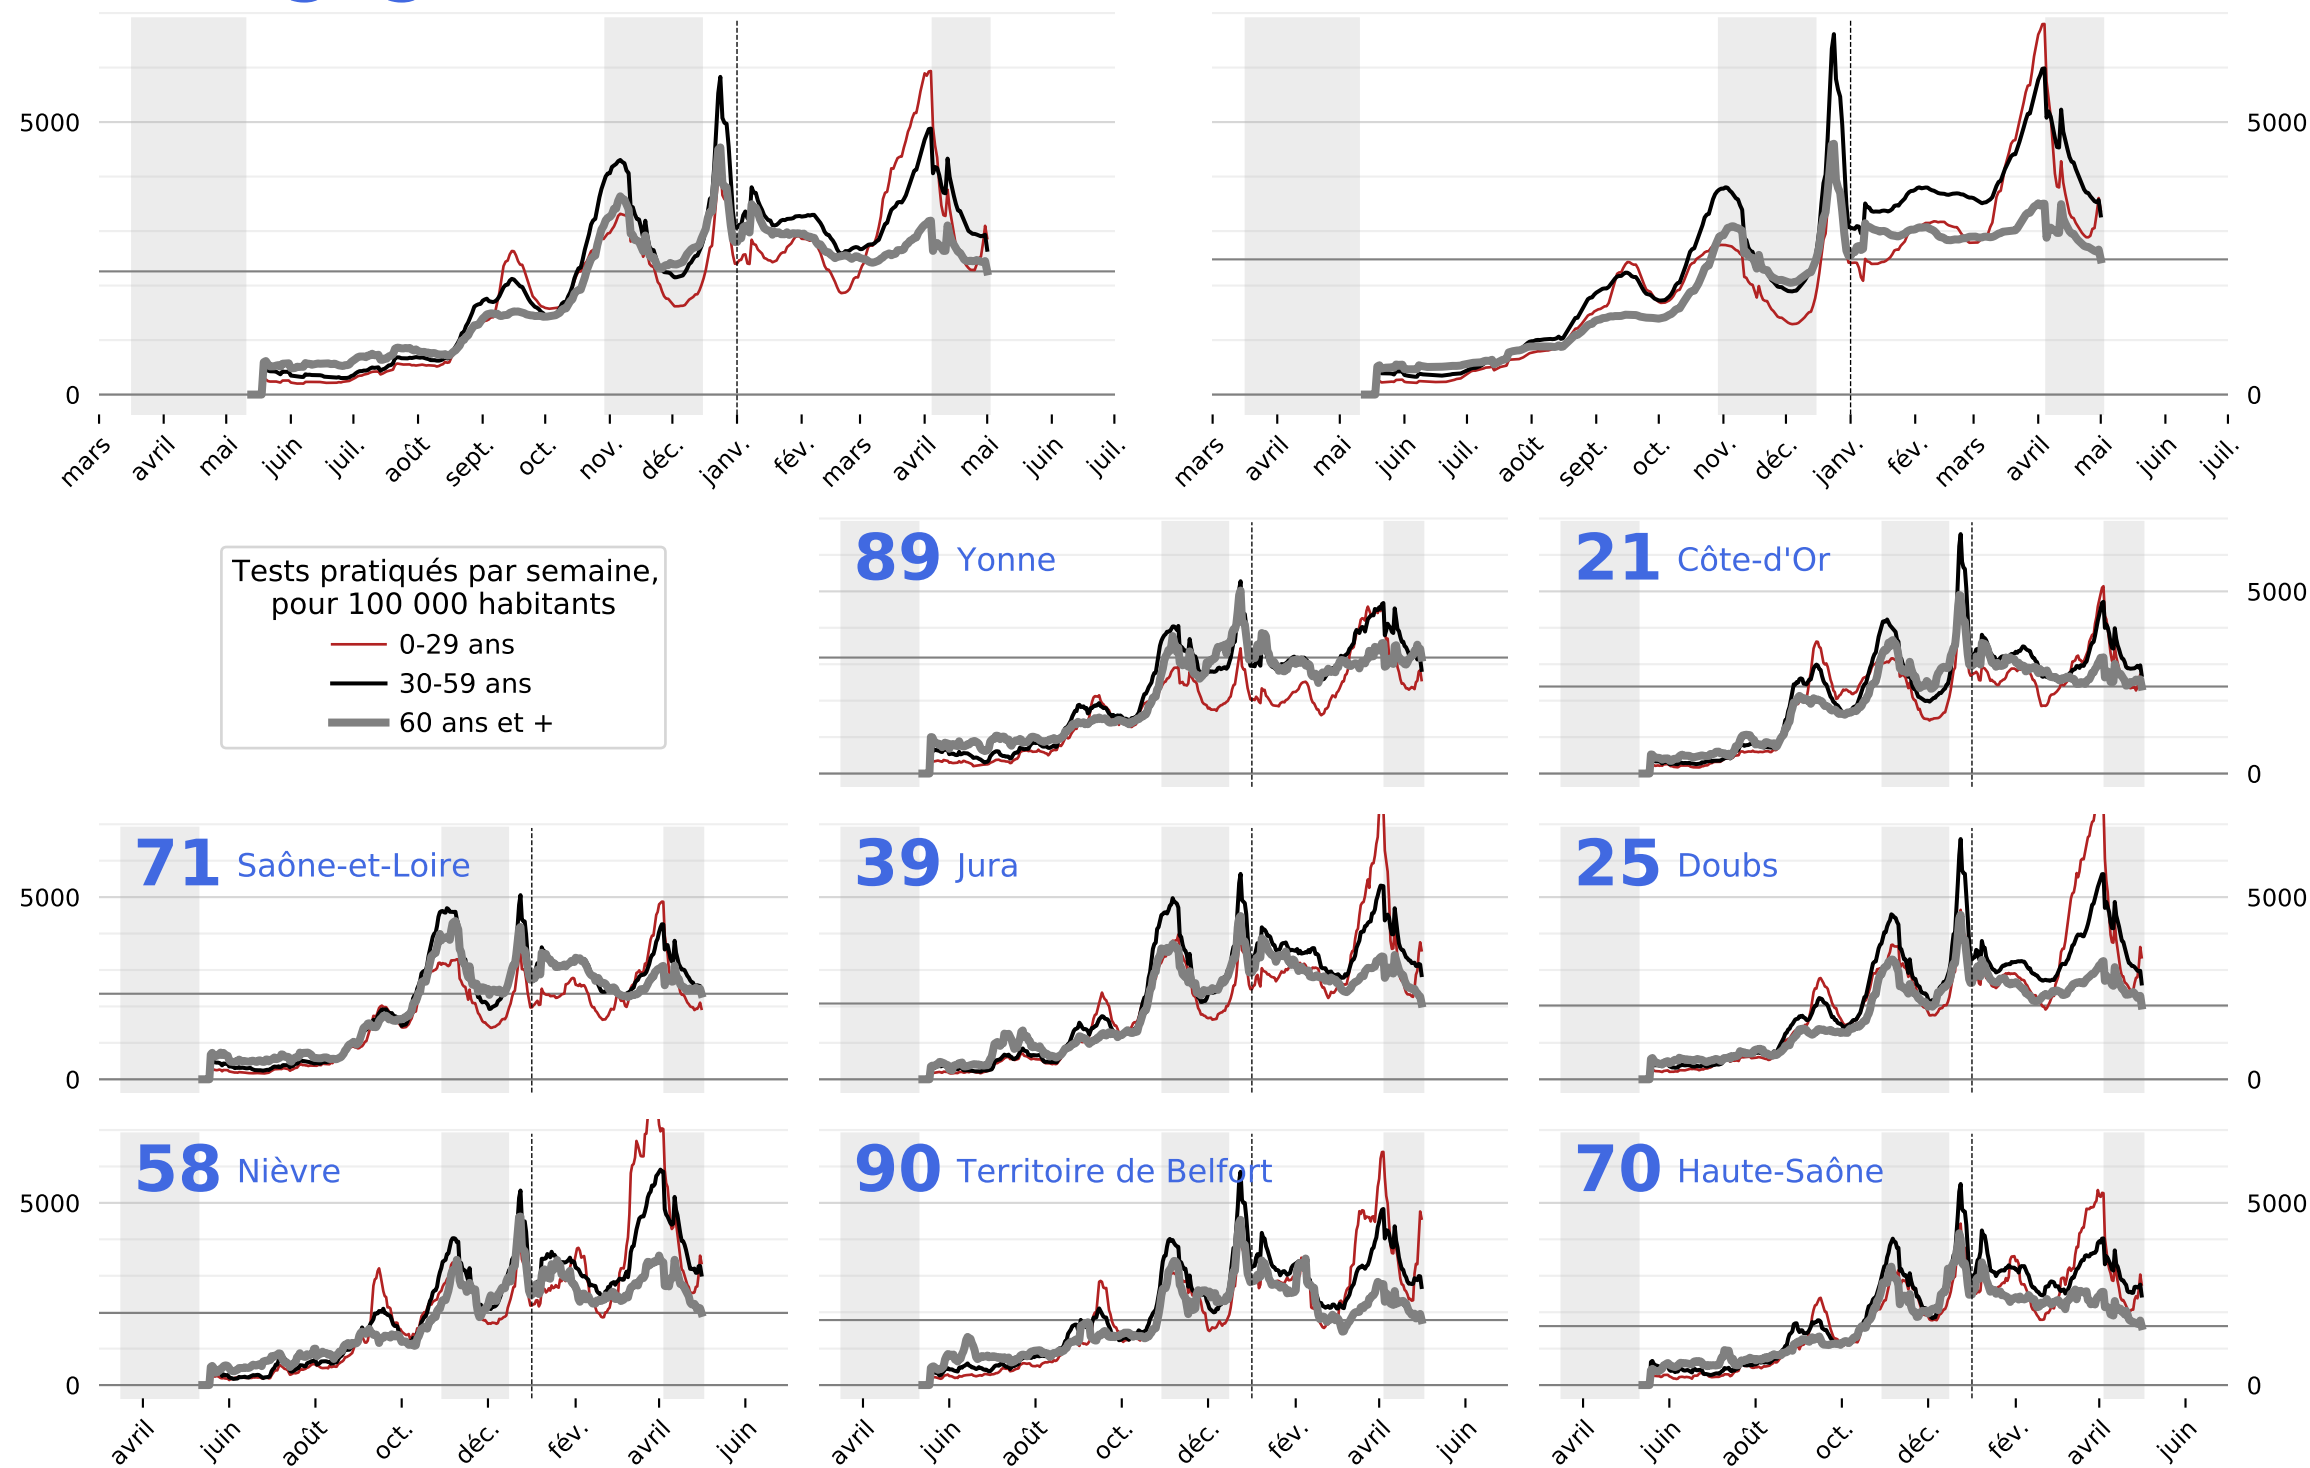 5000
5000
0
0
mars avril mai juin juil. août sept. oct. nov. déc. janv. fév. mars avril mai juin juil.
mars avril mai juin juil. août sept. oct. nov. déc. janv. fév. mars avril mai juin juil.
Tests pratiqués par semaine,
pour 100 000 habitants
0-29 ans
30-59 ans
60 ans et +
89 Yonne
21 Côte-d'Or
5000
0
71 Saône-et-Loire
39 Jura
25 Doubs
5000
5000
0
0
58 Nièvre
90 Territoire de Belfort
70 Haute-Saône
5000
5000
0
0
avril juin août oct. déc. fév. avril juin
avril juin août oct. déc. fév. avril juin
avril juin août oct. déc. fév. avril juin